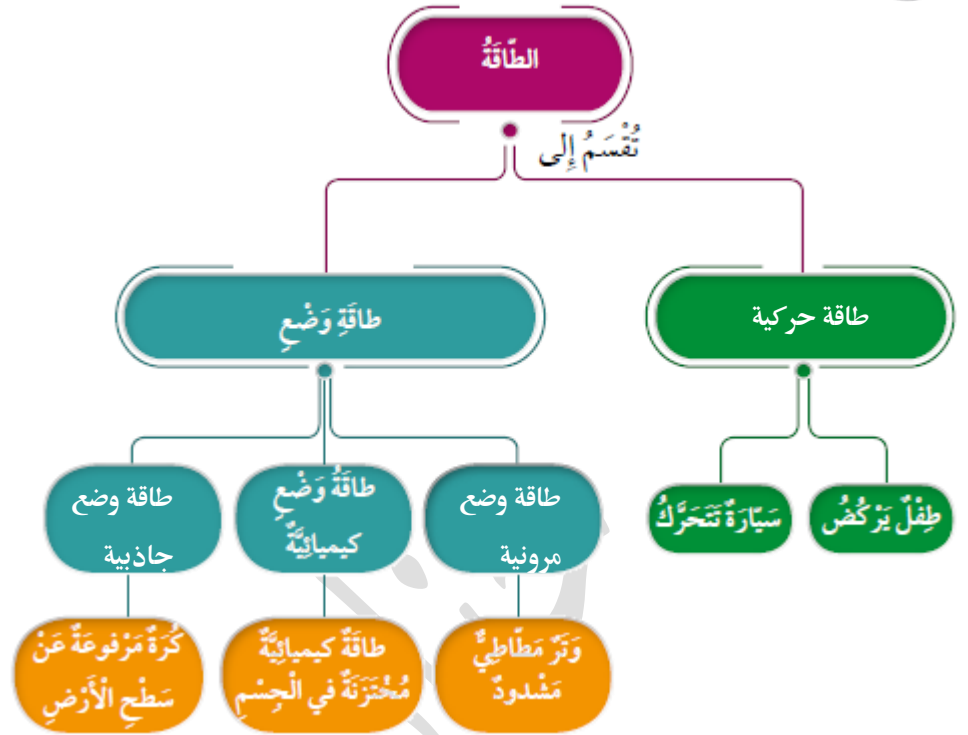 الطّاقَةُ
تُقْسَمُ إِلى
طاقة حركية
طاقَةِ وَضْعٍ
طِفْلٌ يَرْكُضُ
سَيّارَةٌ تَتَحَرَّكُ
طاقة وضع
مرونية
طاقَةُ وَضْعٍ
كيميائِيَّةٌ
طاقة وضع
جاذبية
وَتَرٌ مَطّاطِيٌّ
مَشْدودٌ
طاقَةٌ كيميائِيَّةٌ
مُخْتَزَنَةٌ في الْجِسْمِ
كُرَةٌ مَرْفوعَةٌ عَنْ
سَطْحِ الْأَرْضِ